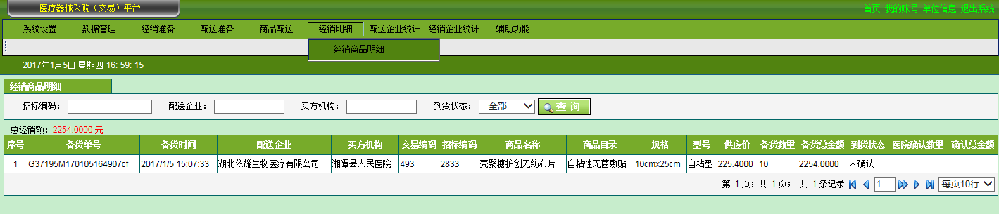 医疗器械采购（交易）平台
首页 我的账号 单位信息 退出系统
系统设置 数据管理 经销准备 配送准备 商品配送 经销明细 配送企业统计 经销企业统计 辅助功能
经销商品明细
2017年1月5日 星期四 16: 59: 15
经销商品明细
招标编码： 配送企业： 买方机构： 到货状态： --全部-- 查 询
总经销额：2254.0000 元
序号 备货单号 备货时间 配送企业 买方机构 交易编码 招标编码 商品名称 商品目录 规格 型号 供应价 备货数量 备货总金额 到货状态 医院确认数量 确认总金额
1 G37195M170105164907cf 2017/1/5 15:07:33 湖北依耀生物医疗有限公司 湘潭县人民医院 493 2833 壳聚糖护创无纺布片 自粘性无菌敷贴 10cmx25cm 自粘型 225.4000 10 2254.0000 未确认
第 1 页；共 1 页； 共 1 条纪录 1 每页10行